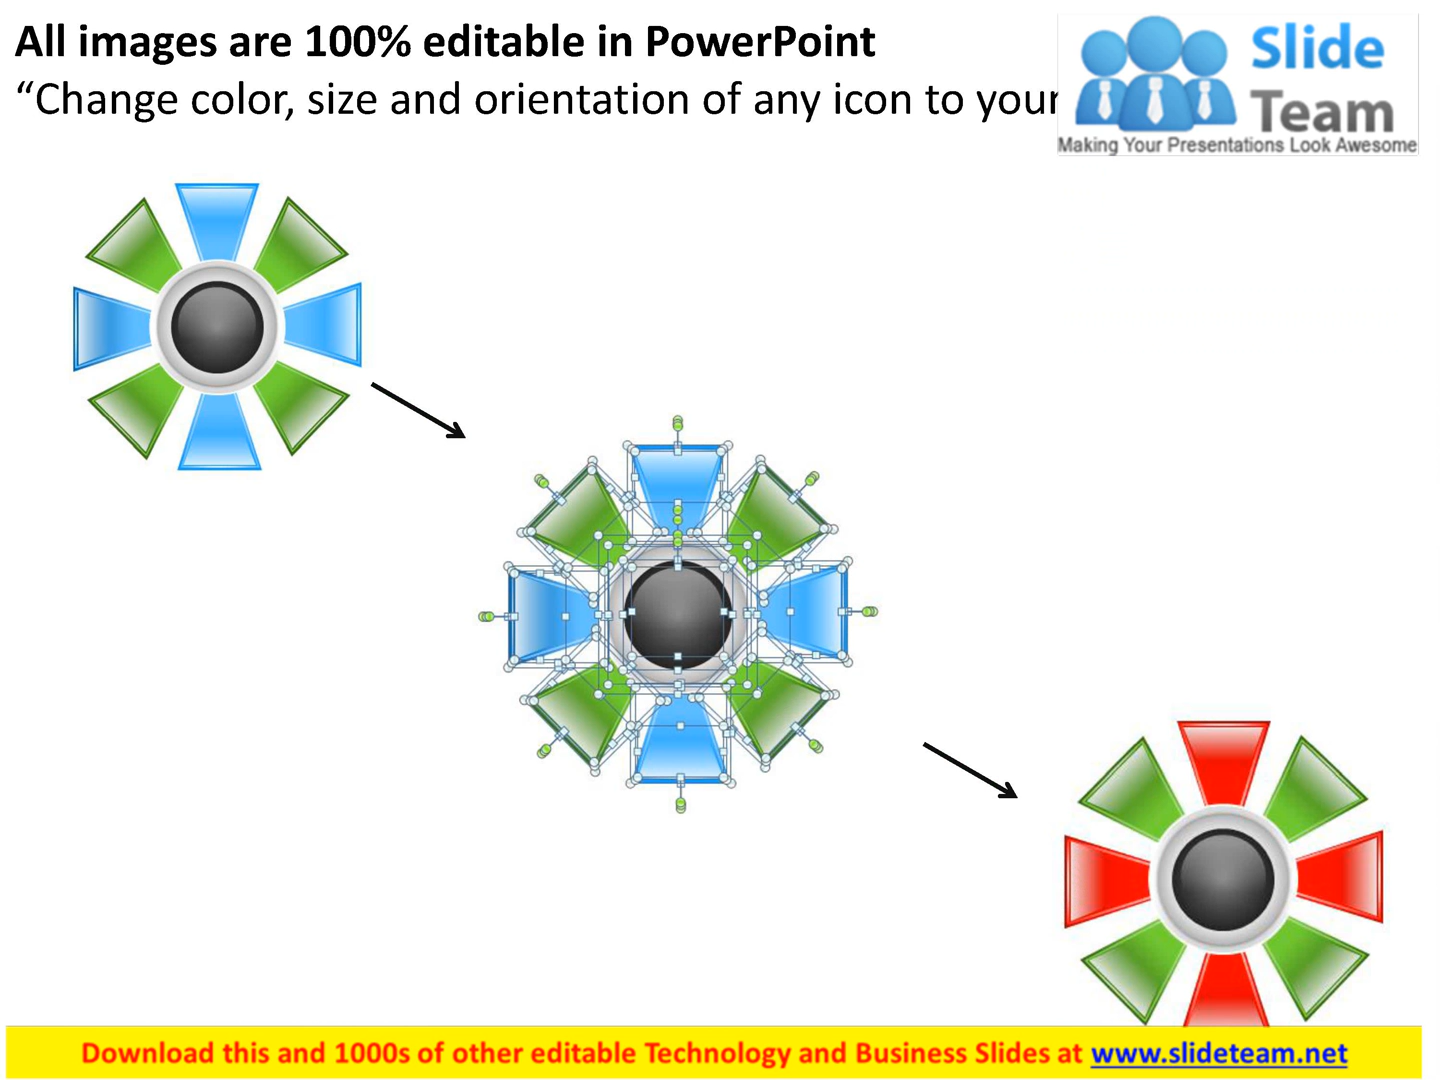 All images are 100% editable in PowerPoint
“Change color, size and orientation of any icon to your
Slide
Team
Making Your Presentations Look Awesome
Download this and 1000s of other editable Technology and Business Slides at www.slideteam.net